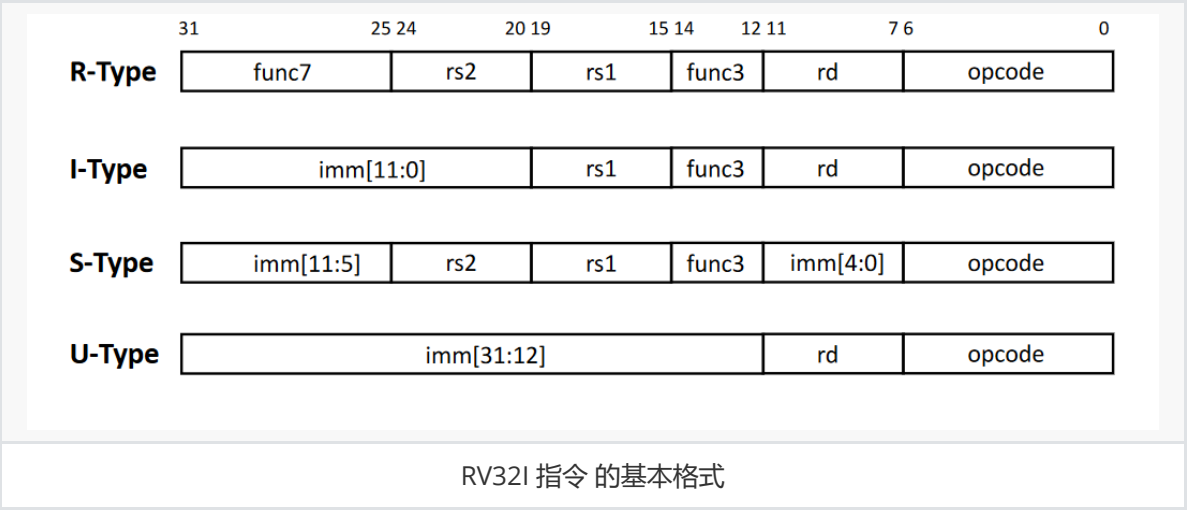 31 25 24 20 19 15 14 12 11 7 6 0
R-Type func7 rs2 rs1 func3 rd opcode
I-Type imm[11:0] rs1 func3 rd opcode
S-Type imm[11:5] rs2 rs1 func3 imm[4:0] opcode
U-Type imm[31:12] rd opcode
RV32I 指令 的基本格式